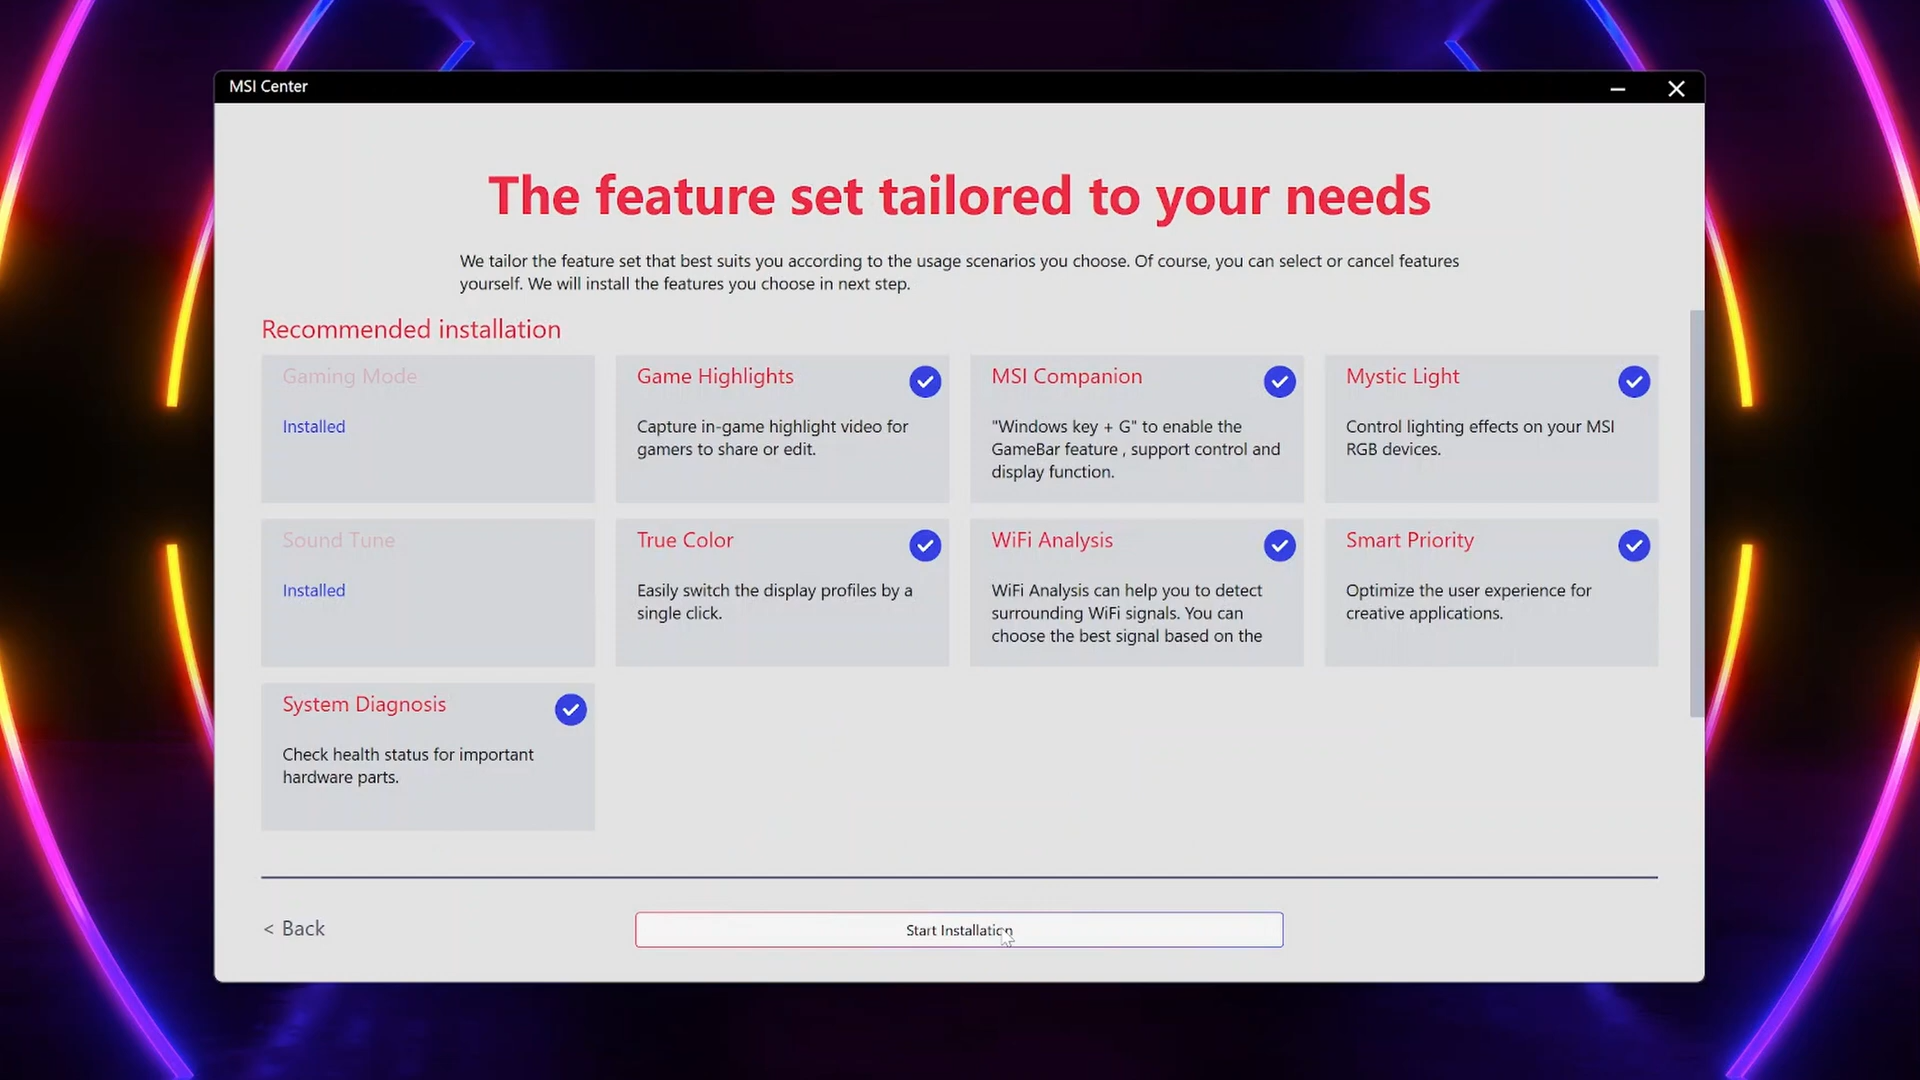 MSI Center
The feature set tailored to your needs
We tailor the feature set that best suits you according to the usage scenarios you choose. Of course, you can select or cancel features
yourself. We will install the features you choose in next step.
Recommended installation
Gaming Mode
Installed
Game Highlights
Capture in-game highlight video for
gamers to share or edit.
MSI Companion
"Windows key + G" to enable the
GameBar feature , support control and
display function.
Mystic Light
Control lighting effects on your MSI
RGB devices.
Sound Tune
Installed
True Color
Easily switch the display profiles by a
single click.
WiFi Analysis
WiFi Analysis can help you to detect
surrounding WiFi signals. You can
choose the best signal based on the
Smart Priority
Optimize the user experience for
creative applications.
System Diagnosis
Check health status for important
hardware parts.
< Back
Start Installation